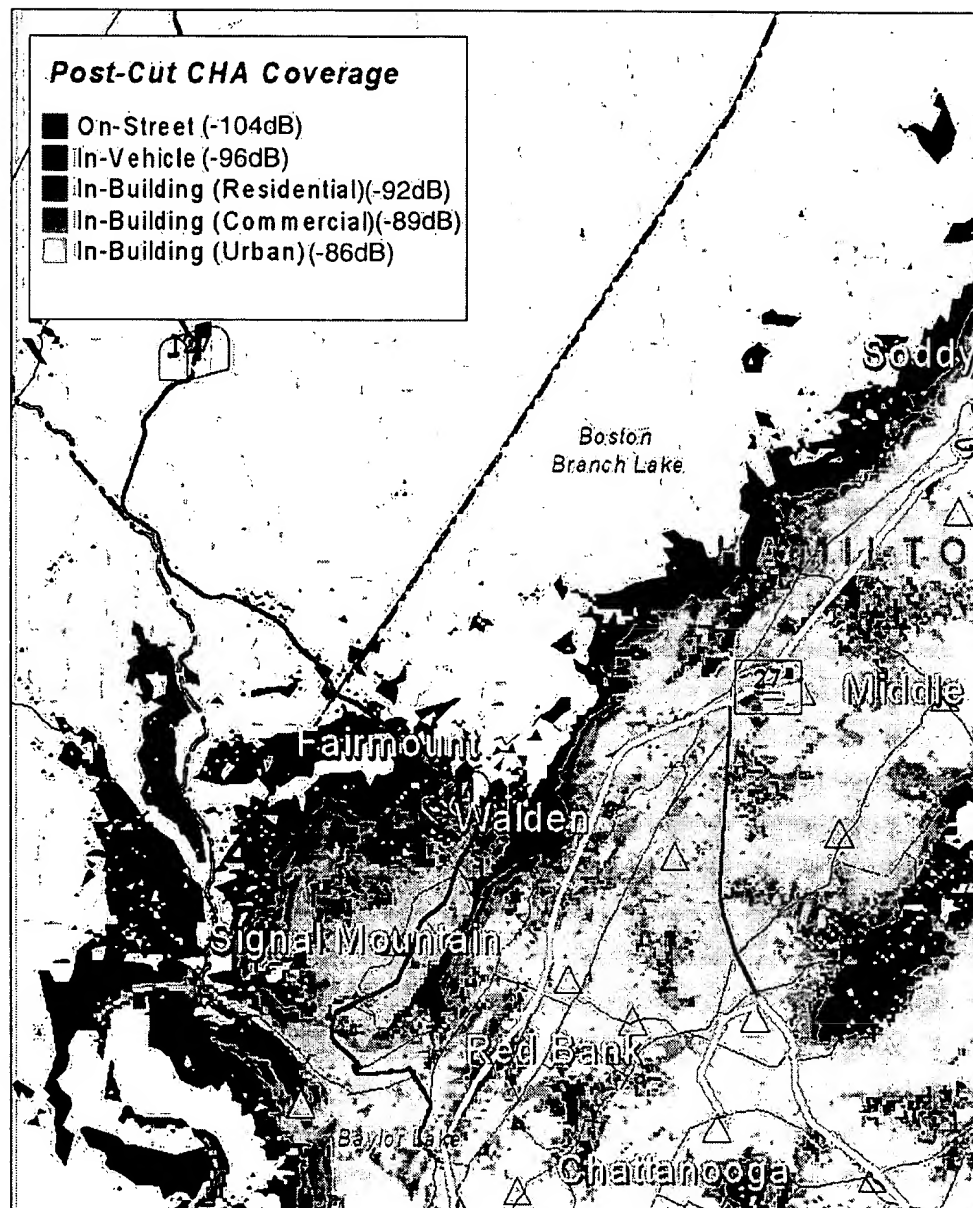 Post-Cut CHA Coverage
On-Street (-104dB)
In-Vehicle (-96dB)
In-Building (Residential)(-92dB)
In-Building (Commercial)(-89dB)
In-Building (Urban)(-86dB)
127
Soddy
Boston
Branch Lake
HAMILTO
27
Middle
Fairmount
Walden
Signal Mountain
Red Bank
Baylor Lake
Chattanooga